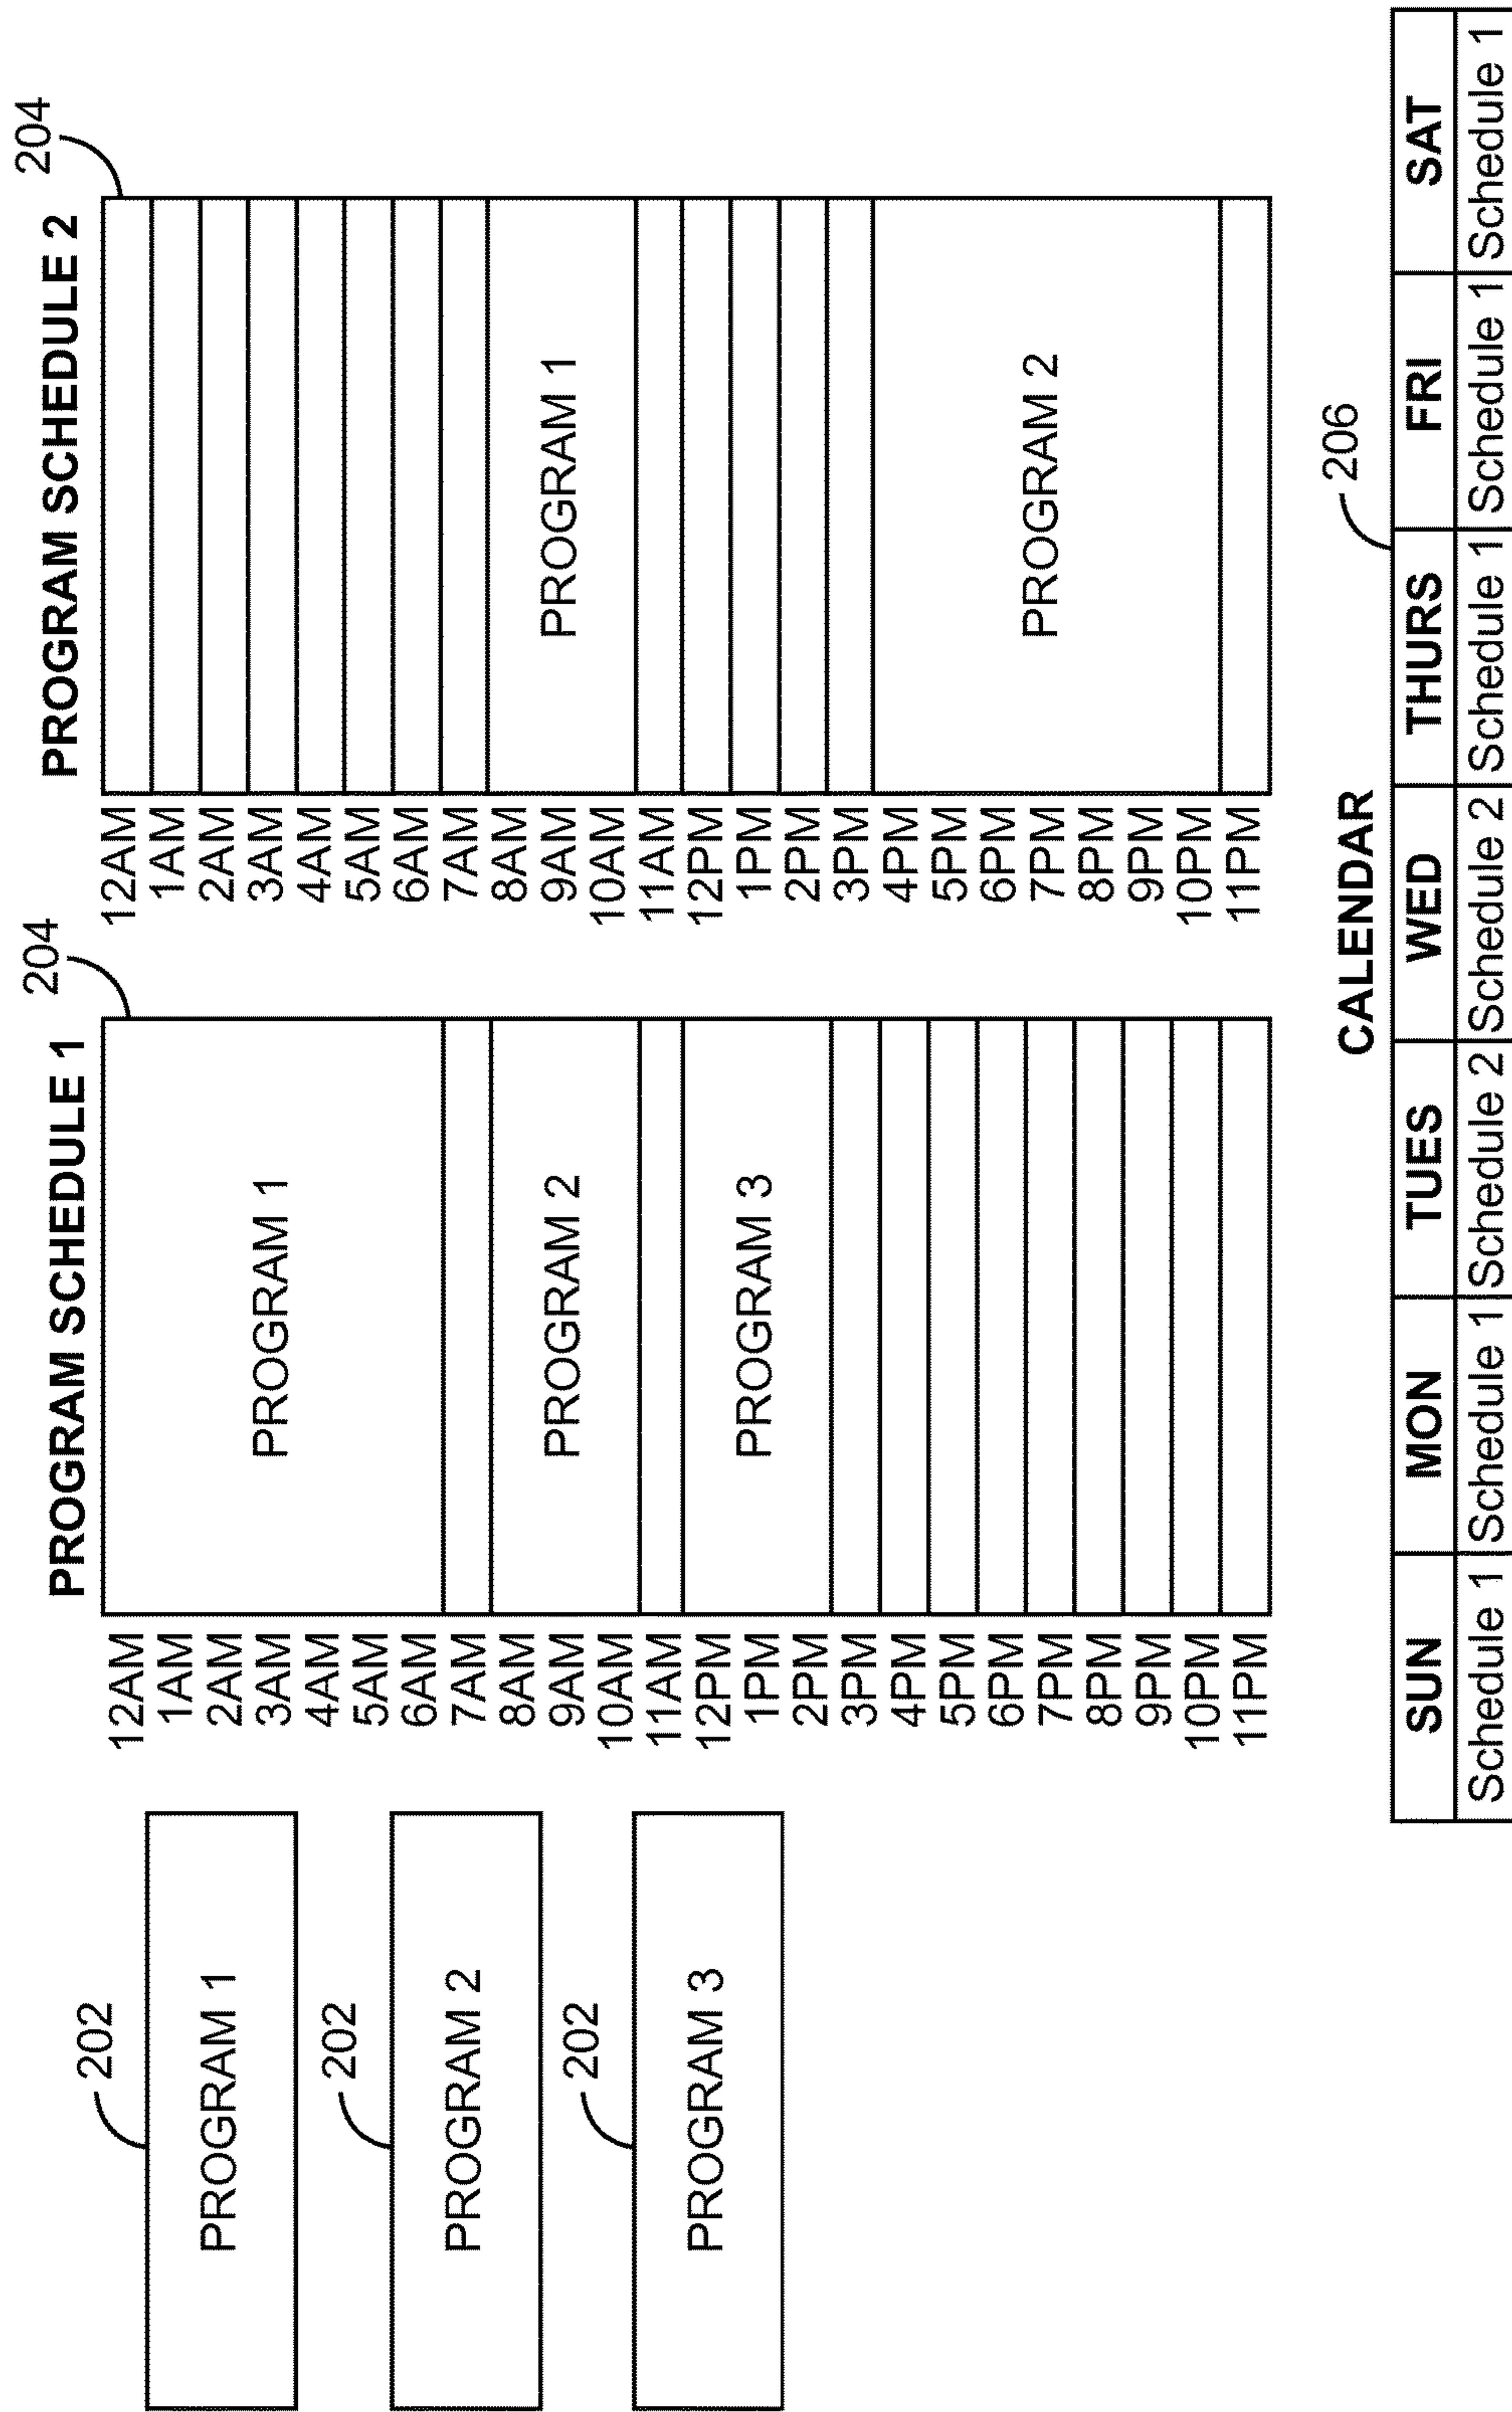 202
PROGRAM 1
202
PROGRAM 2
202
PROGRAM 3
PROGRAM SCHEDULE 1
204
12AM
1AM
2AM
3AM
PROGRAM 1
4AM
5AM
6AM
7AM
8AM
9AM
PROGRAM 2
10AM
11AM
12PM
1PM
PROGRAM 3
2PM
3PM
4PM
5PM
6PM
7PM
8PM
9PM
10PM
11PM
PROGRAM SCHEDULE 2
204
12AM
1AM
2AM
3AM
4AM
5AM
6AM
7AM
8AM
9AM
PROGRAM 1
10AM
11AM
12PM
1PM
2PM
3PM
4PM
5PM
6PM
7PM
PROGRAM 2
8PM
9PM
10PM
11PM
CALENDAR
206
SUN MON TUES WED THURS FRI SAT
Schedule 1 Schedule 1 Schedule 2 Schedule 2 Schedule 1 Schedule 1 Schedule 1